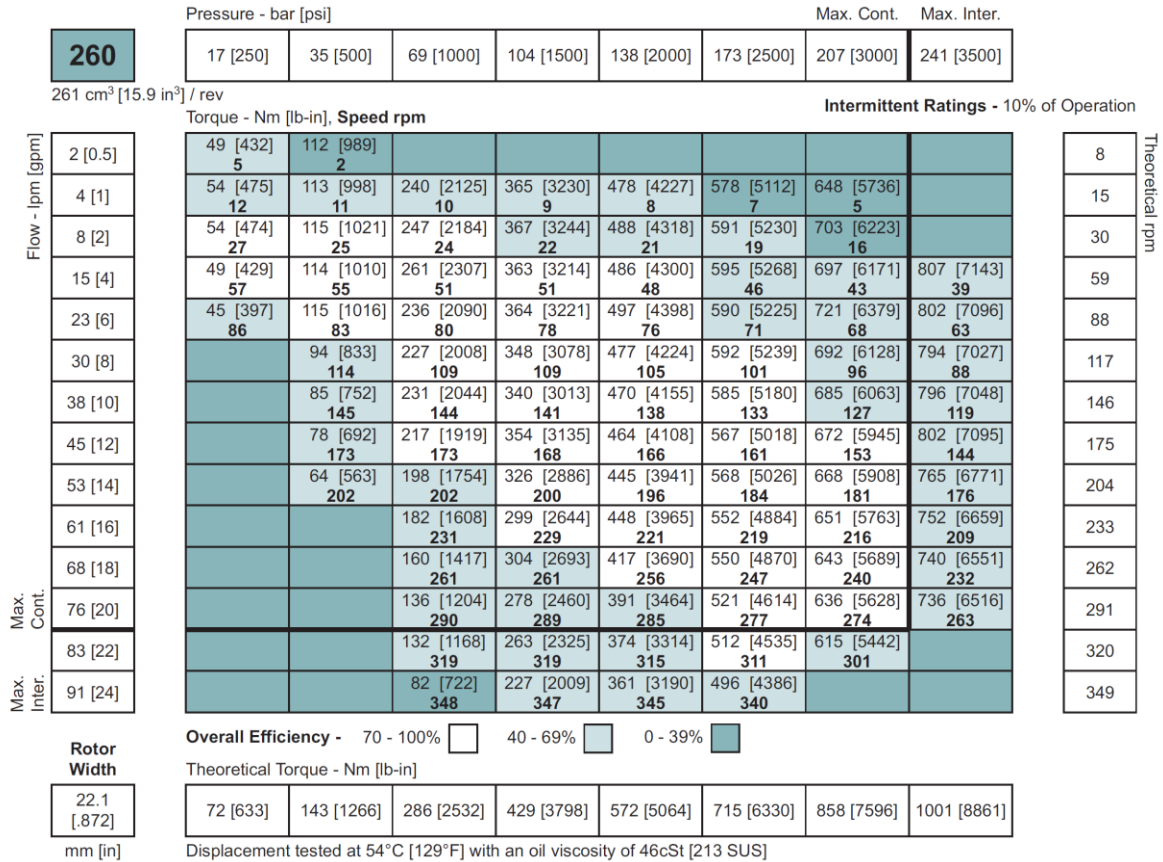 Pressure - bar [psi] Max. Cont. Max. Inter.
260 17 [250] 35 [500] 69 [1000] 104 [1500] 138 [2000] 173 [2500] 207 [3000] 241 [3500]
261 cm³ [15.9 in³] / rev
Intermittent Ratings - 10% of Operation
Torque - Nm [lb-in], Speed rpm
Flow - lpm [gpm]
Theoretical rpm
2 [0.5] 49 [432] 112 [989] 8
5 2
4 [1] 54 [475] 113 [998] 240 [2125] 365 [3230] 478 [4227] 578 [5112] 648 [5736] 15
12 11 10 9 8 7 5
8 [2] 54 [474] 115 [1021] 247 [2184] 367 [3244] 488 [4318] 591 [5230] 703 [6223] 30
27 25 24 22 21 19 16
15 [4] 49 [429] 114 [1010] 261 [2307] 363 [3214] 486 [4300] 595 [5268] 697 [6171] 807 [7143] 59
57 55 51 51 48 46 43 39
23 [6] 45 [397] 115 [1016] 236 [2090] 364 [3221] 497 [4398] 590 [5225] 721 [6379] 802 [7096] 88
86 83 80 78 76 71 68 63
30 [8] 94 [833] 227 [2008] 348 [3078] 477 [4224] 592 [5239] 692 [6128] 794 [7027] 117
114 109 109 105 101 96 88
38 [10] 85 [752] 231 [2044] 340 [3013] 470 [4155] 585 [5180] 685 [6063] 796 [7048] 146
145 144 141 138 133 127 119
45 [12] 78 [692] 217 [1919] 354 [3135] 464 [4108] 567 [5018] 672 [5945] 802 [7095] 175
173 173 168 166 161 153 144
53 [14] 64 [563] 198 [1754] 326 [2886] 445 [3941] 568 [5026] 668 [5908] 765 [6771] 204
202 202 200 196 184 181 176
61 [16] 182 [1608] 299 [2644] 448 [3965] 552 [4884] 651 [5763] 752 [6659] 233
231 229 221 219 216 209
68 [18] 160 [1417] 304 [2693] 417 [3690] 550 [4870] 643 [5689] 740 [6551] 262
261 261 256 247 240 232
Max. Cont.
76 [20] 136 [1204] 278 [2460] 391 [3464] 521 [4614] 636 [5628] 736 [6516] 291
290 289 285 277 274 263
83 [22] 132 [1168] 263 [2325] 374 [3314] 512 [4535] 615 [5442] 320
319 319 315 311 301
Max. Inter.
91 [24] 82 [722] 227 [2009] 361 [3190] 496 [4386] 349
348 347 345 340
Overall Efficiency - 70 - 100% 40 - 69% 0 - 39%
Rotor
Width
Theoretical Torque - Nm [lb-in]
22.1
[.872]
72 [633] 143 [1266] 286 [2532] 429 [3798] 572 [5064] 715 [6330] 858 [7596] 1001 [8861]
mm [in] Displacement tested at 54°C [129°F] with an oil viscosity of 46cSt [213 SUS]